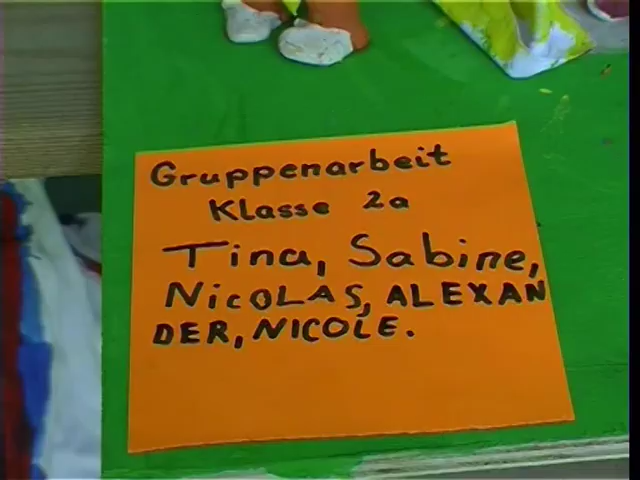 Gruppenarbeit
Klasse 2a
Tina, Sabine,
NicOLAS, ALEXAN
DER, NICOLE.